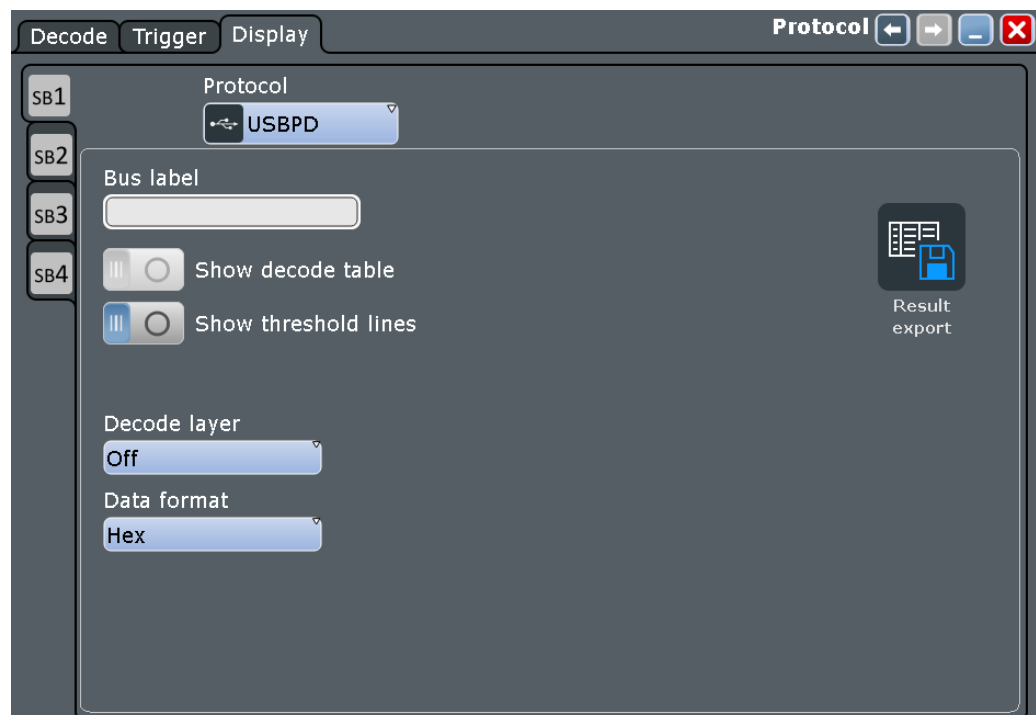 Decode Trigger Display Protocol
SB1
Protocol
USBPD
SB2
Bus label
SB3
SB4
Show decode table
Show threshold lines
Result
export
Decode layer
Off
Data format
Hex